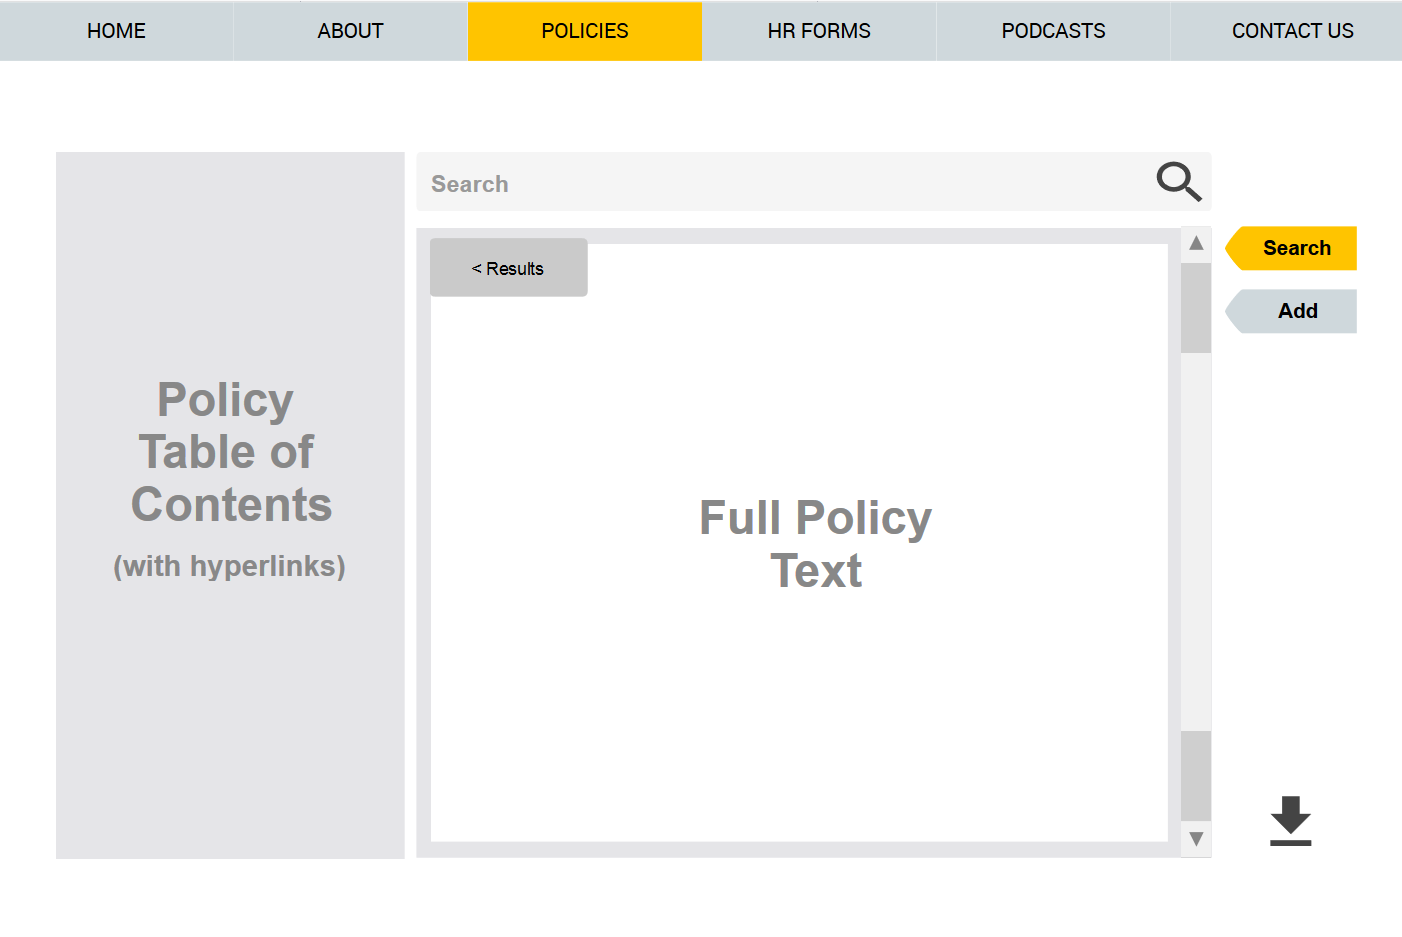 HOME
ABOUT
POLICIES
HR FORMS
PODCASTS
CONTACT US
Search
< Results
Search
Add
Policy
Table of
Contents
(with hyperlinks)
Full Policy
Text